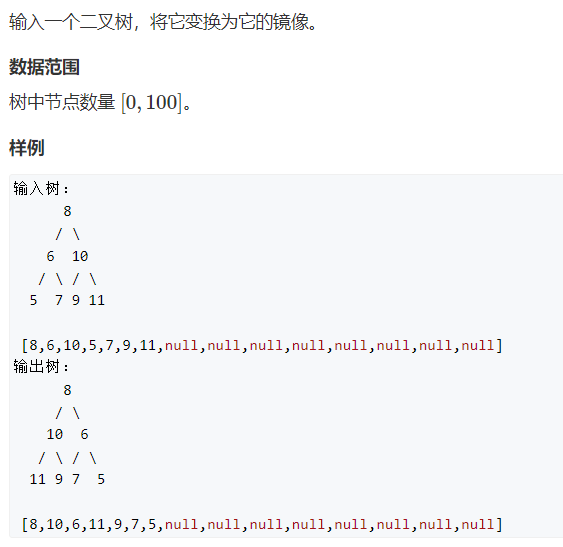 输入一个二叉树，将它变换为它的镜像。
数据范围
树中节点数量 [0, 100]。
样例
输入树：
      8
     / \
    6  10
   / \ / \
  5  7 9 11
[8,6,10,5,7,9,11,null,null,null,null,null,null,null,null]
输出树：
      8
     / \
    10  6
   / \ / \
  11 9 7  5
[8,10,6,11,9,7,5,null,null,null,null,null,null,null,null]